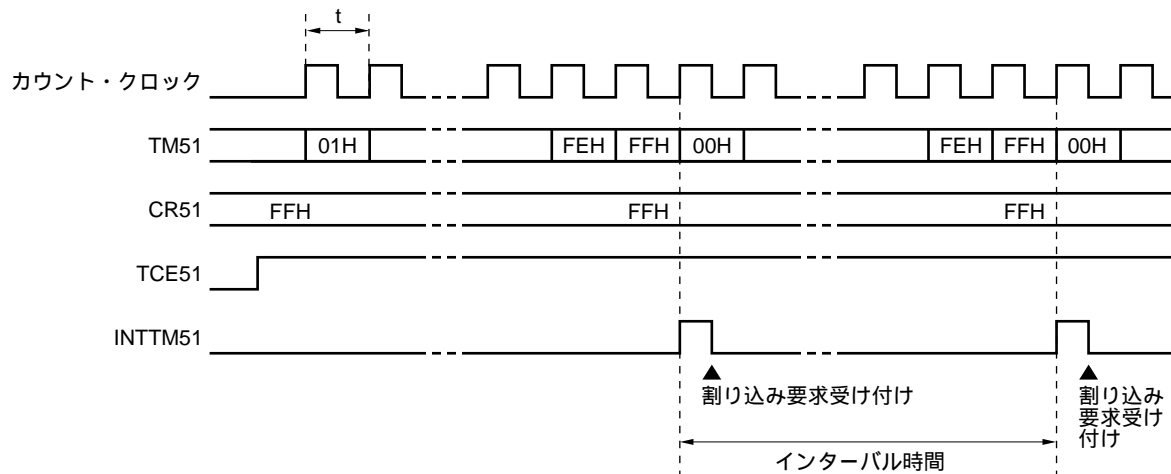 t
カウント・クロック
TM51 01H FEH FFH 00H FEH FFH 00H
CR51 FFH FFH FFH
TCE51
INTTM51
割り込み要求受け付け
割り込み
要求受け
付け
インターバル時間